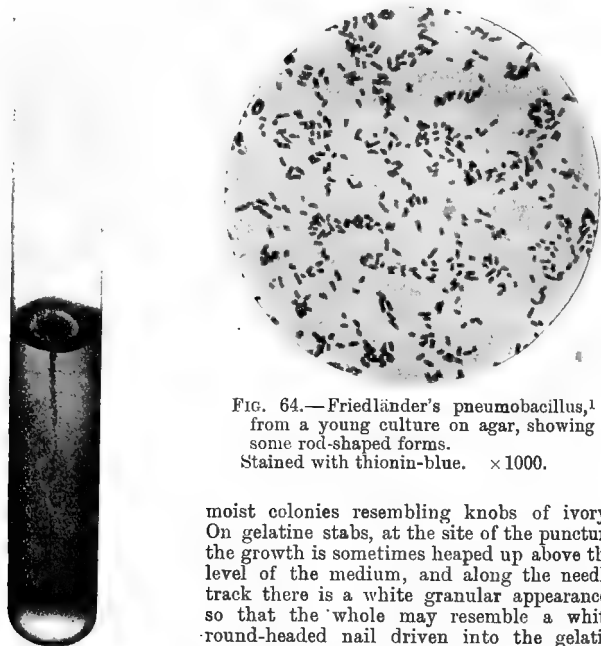 FIG. 64.—Friedländer's pneumobacillus,¹
from a young culture on agar, showing
some rod-shaped forms.
Stained with thionin-blue. ×1000.
moist colonies resembling knobs of ivory
On gelatine stabs, at the site of the punctur
the growth is sometimes heaped up above th
level of the medium, and along the needl
track there is a white granular appearance
so that the whole may resemble a whit
round-headed nail driven into the gelati